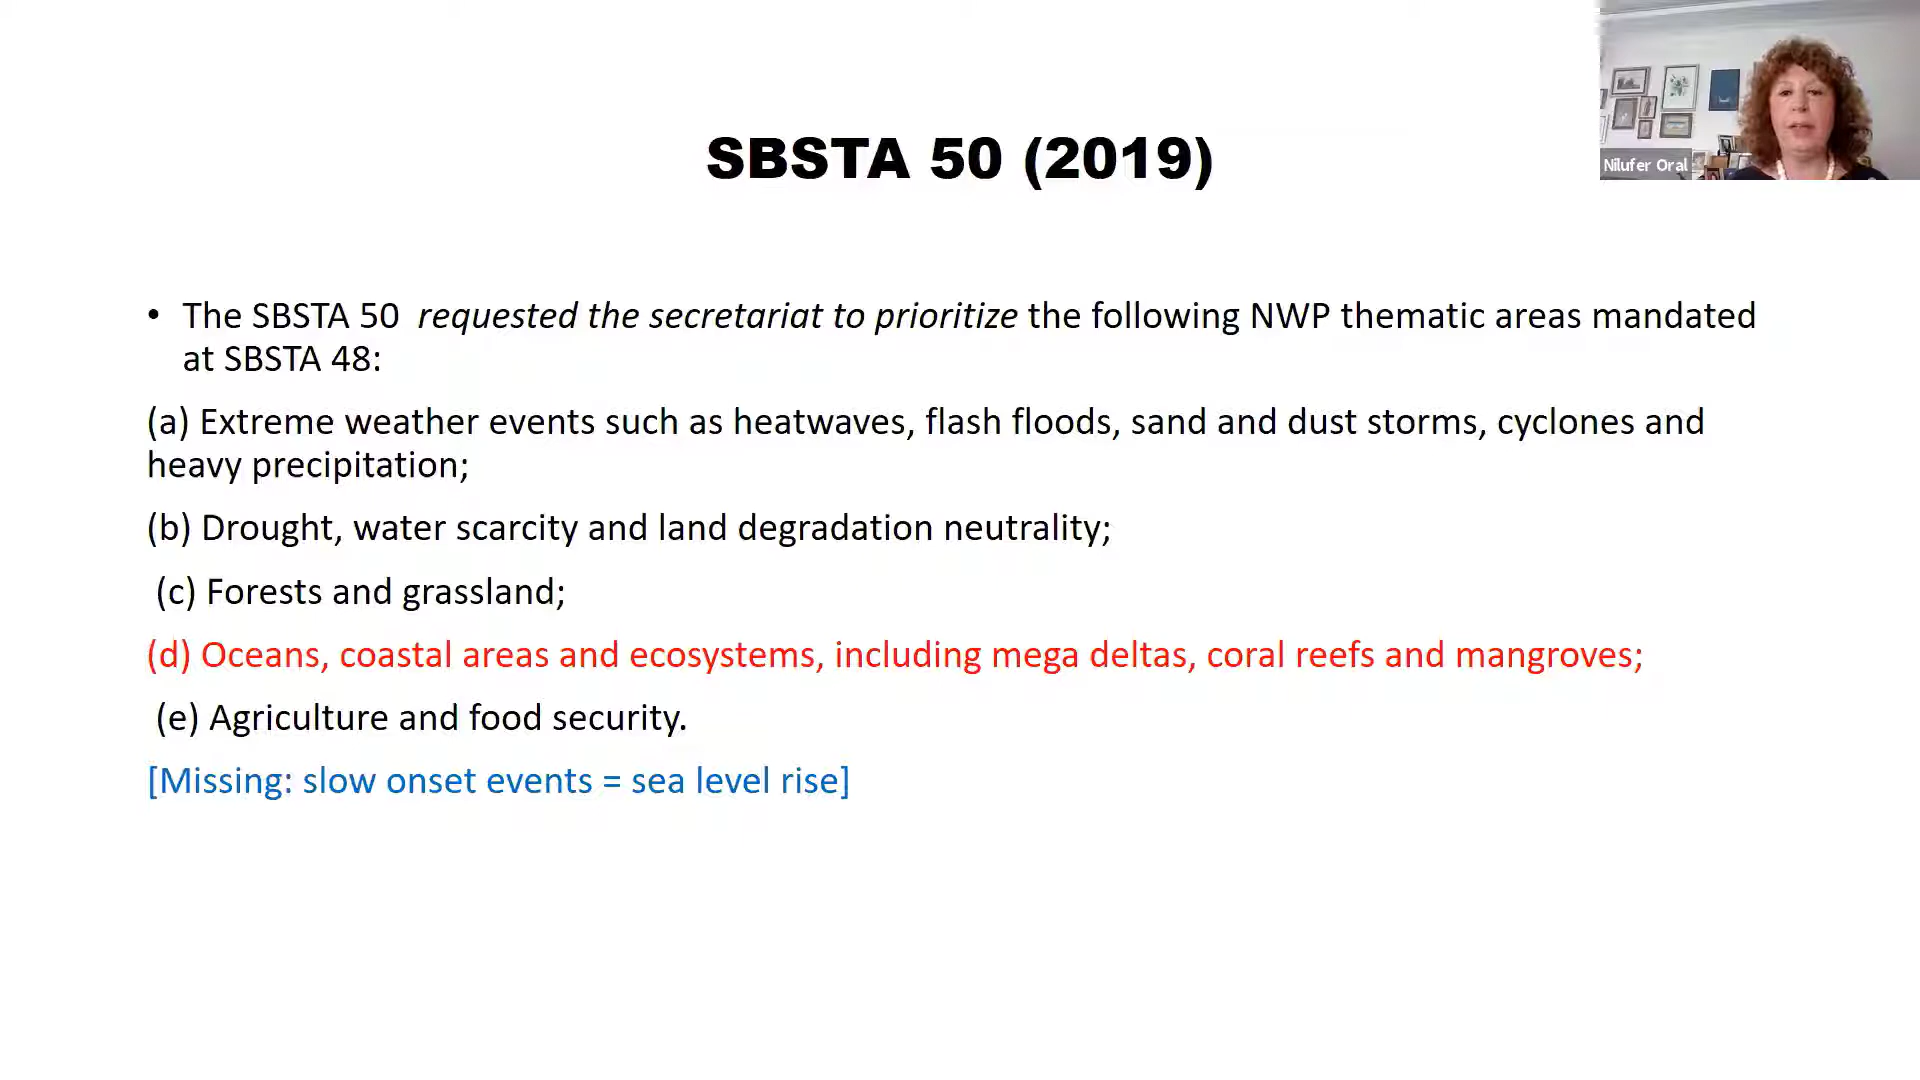 SBSTA 50 (2019)
Nilufer Oral
• The SBSTA 50 requested the secretariat to prioritize the following NWP thematic areas mandated
at SBSTA 48:
(a) Extreme weather events such as heatwaves, flash floods, sand and dust storms, cyclones and
heavy precipitation;
(b) Drought, water scarcity and land degradation neutrality;
(c) Forests and grassland;
(d) Oceans, coastal areas and ecosystems, including mega deltas, coral reefs and mangroves;
(e) Agriculture and food security.
[Missing: slow onset events = sea level rise]